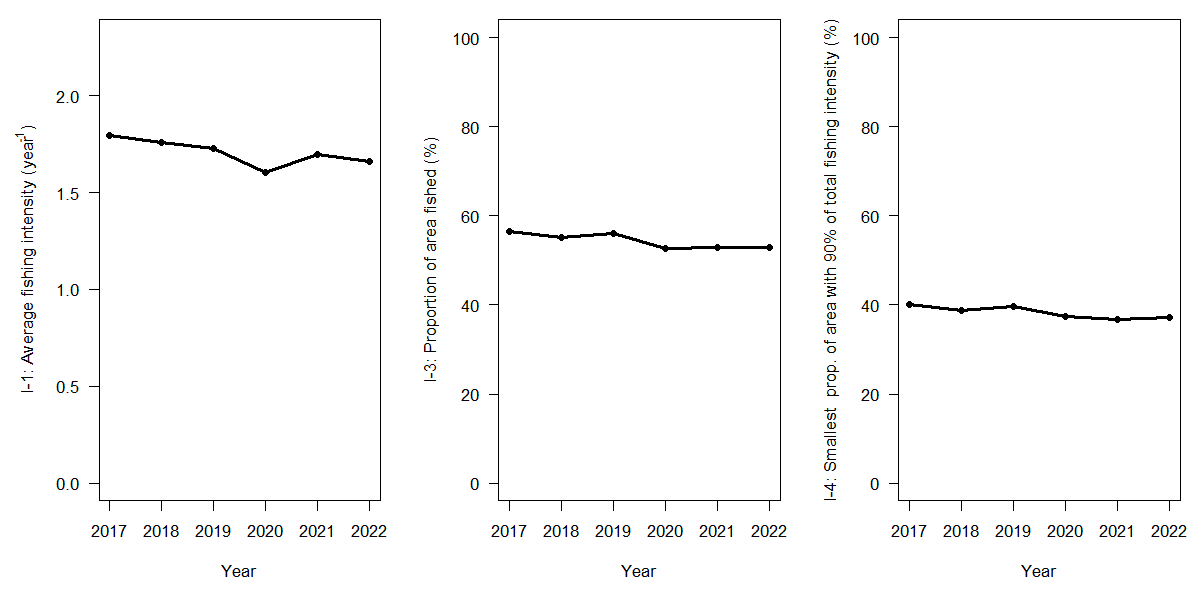 I-1: Average fishing intensity (year⁻¹)
2.0
1.5
1.0
0.5
0.0
2017 2018 2019 2020 2021 2022
Year
I-3: Proportion of area fished (%)
100
80
60
40
20
0
2017 2018 2019 2020 2021 2022
Year
I-4: Smallest prop. of area with 90% of total fishing intensity (%)
100
80
60
40
20
0
2017 2018 2019 2020 2021 2022
Year